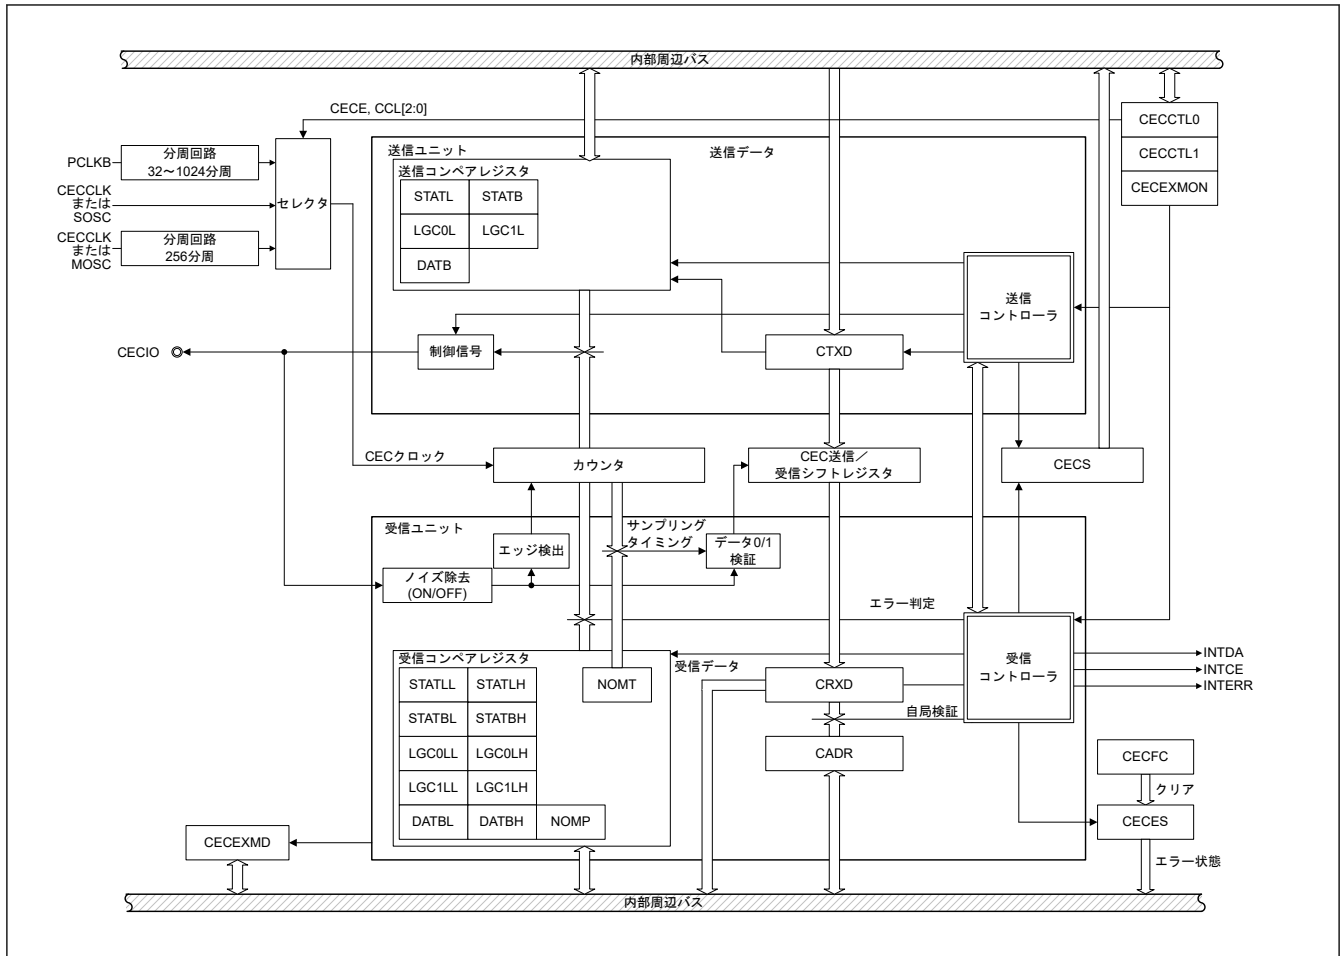 内部周辺バス
CECE, CCL[2:0]
CECCTL0
CECCTL1
CECEXMON
PCLKB
分周回路
32～1024分周
CECCLK
または
SOSC
CECCLK
または
MOSC
分周回路
256分周
セレクタ
送信ユニット
送信データ
送信コンペアレジスタ
STATL
STATB
LGC0L
LGC1L
DATB
送信
コントローラ
CECIO
制御信号
CTXD
CECクロック
カウンタ
CEC送信／
受信シフトレジスタ
CECS
受信ユニット
エッジ検出
サンプリング
タイミング
データ0/1
検証
ノイズ除去
(ON/OFF)
エラー判定
受信コンペアレジスタ
受信データ
STATLL
STATLH
NOMT
STATBL
STATBH
LGC0LL
LGC0LH
LGC1LL
LGC1LH
DATBL
DATBH
NOMP
CRXD
自局検証
CADR
受信
コントローラ
INTDA
INTCE
INTERR
CECFC
クリア
CECES
エラー状態
CECEXMD
内部周辺バス